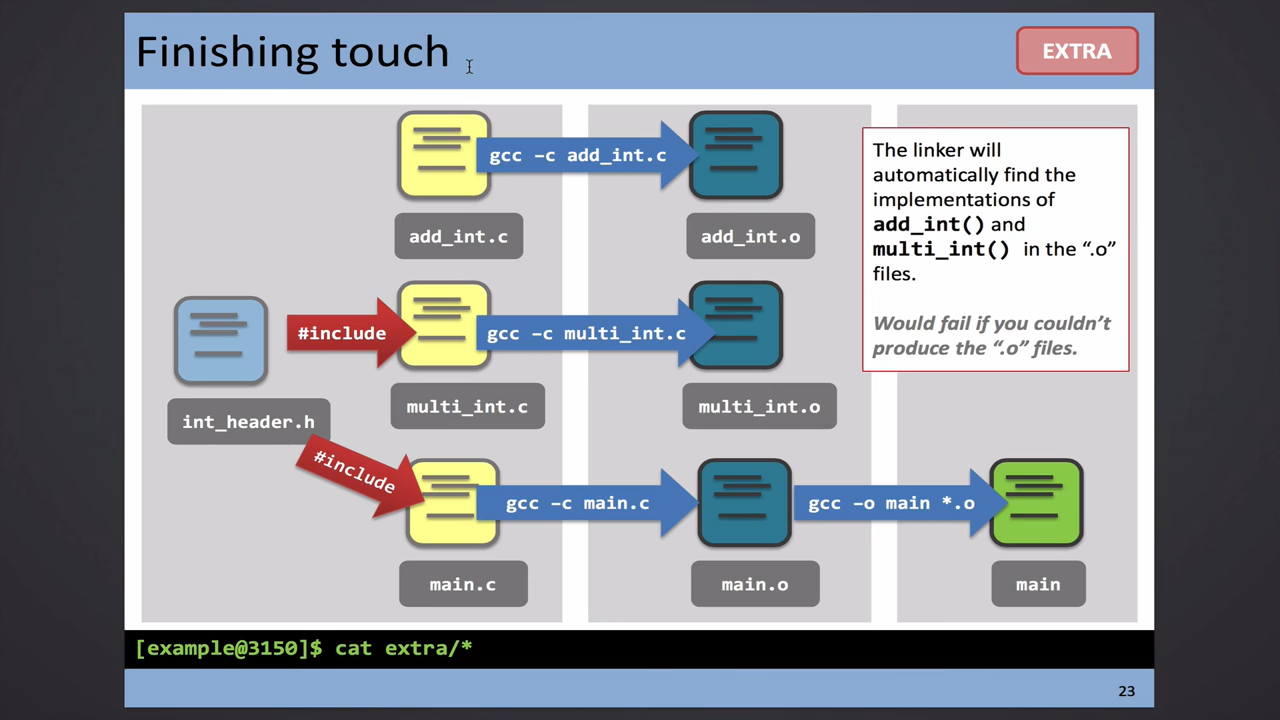 Finishing touch
EXTRA
gcc –c add_int.c
add_int.c
add_int.o
The linker will
automatically find the
implementations of
add_int() and
multi_int() in the “.o”
files.
Would fail if you couldn’t
produce the “.o” files.
#include
gcc –c multi_int.c
int_header.h
multi_int.c
multi_int.o
#include
gcc –c main.c
gcc –o main *.o
main.c
main.o
main
[example@3150]$ cat extra/*
23